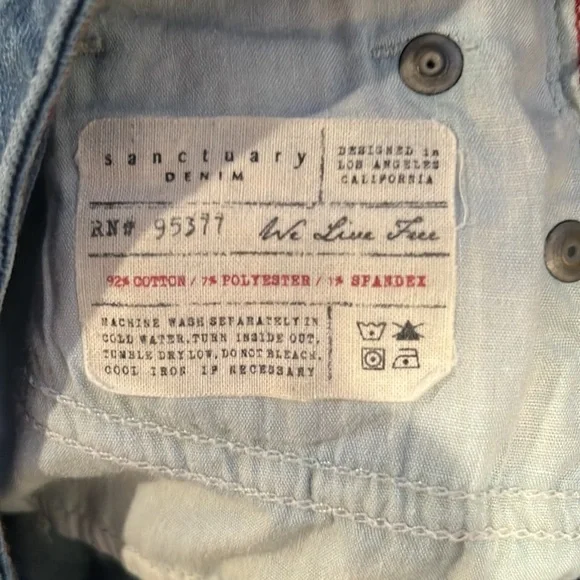 sanctuary
DENIM
DESIGNED in
LOS ANGELES
CALIFORNIA
RN# 95377
We Live Free
92% COTTON / 7% POLYESTER / 1% SPANDEX
MACHINE WASH SEPARATELY IN
COLD WATER. TURN INSIDE OUT.
TUMBLE DRY LOW, DO NOT BLEACH.
COOL IRON IF NECESSARY